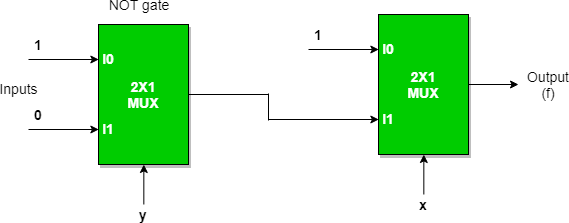 NOT gate
1
I0
Inputs
2X1
MUX
0
I1
y
1
I0
2X1
MUX
I1
Output
(f)
x